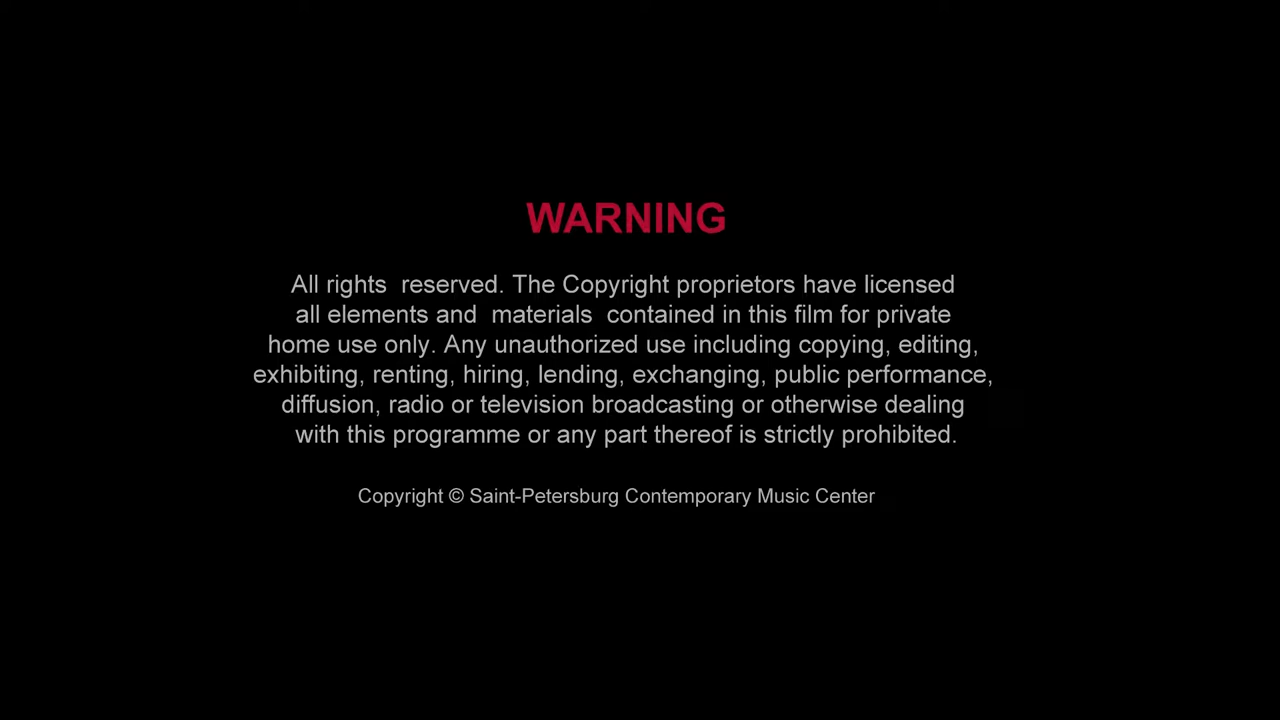 WARNING
All rights  reserved. The Copyright proprietors have licensed
all elements and  materials  contained in this film for private
home use only. Any unauthorized use including copying, editing,
exhibiting, renting, hiring, lending, exchanging, public performance,
diffusion, radio or television broadcasting or otherwise dealing
with this programme or any part thereof is strictly prohibited.
Copyright © Saint-Petersburg Contemporary Music Center